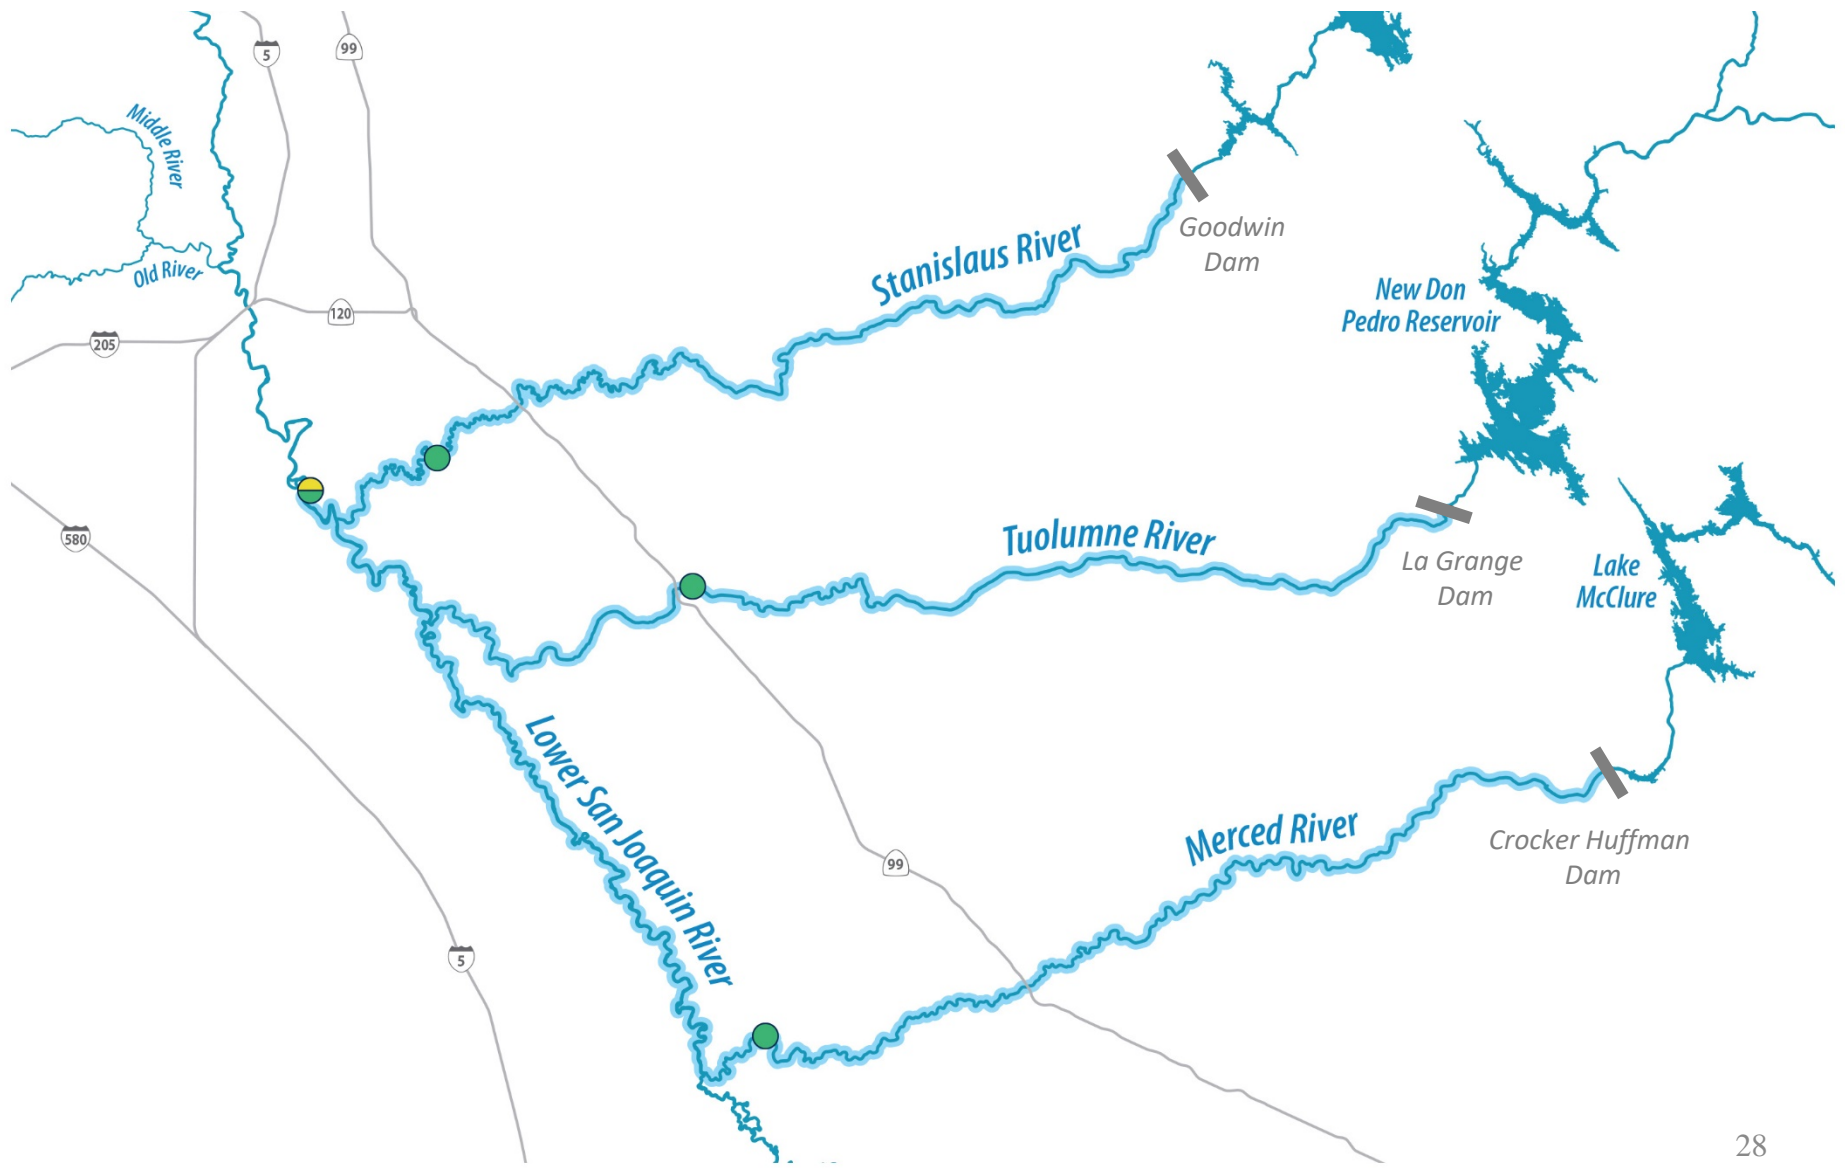 5
99
Middle River
Old River
120
205
Stanislaus River
Goodwin
Dam
New Don
Pedro Reservoir
580
Tuolumne River
La Grange
Dam
Lake
McClure
Lower San Joaquin River
Merced River
Crocker Huffman
Dam
99
5
28